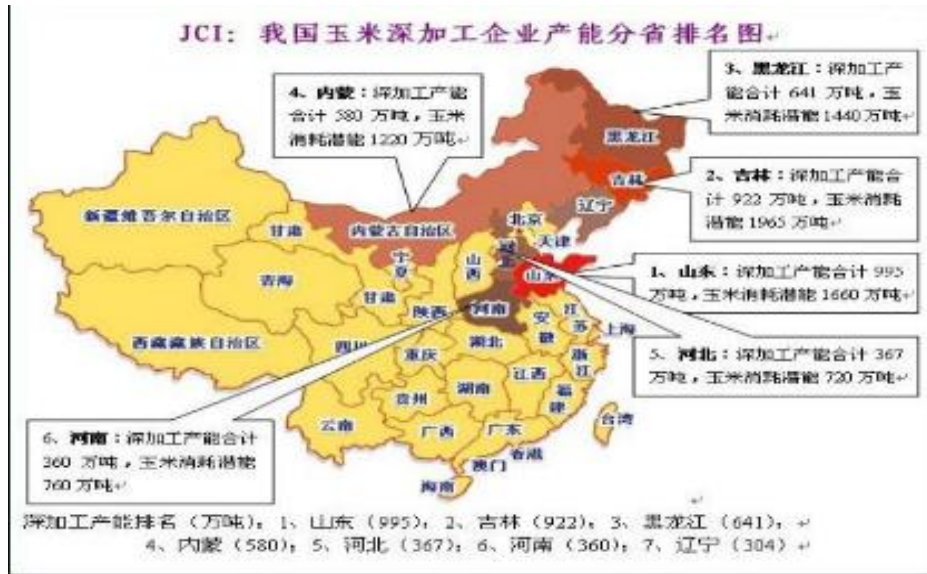 JCI：我国玉米深加工企业产能分省排名图
3、黑龙江：深加工产
能合计 641 万吨，玉
米消耗潜能 1440 万吨
4、内蒙：深加工产能
合计 580 万吨，玉米
消耗潜能 1220 万吨
黑龙江
2、吉林：深加工产能合
计 922 万吨，玉米消耗
潜能 1965 万吨
吉林
辽宁
新疆维吾尔自治区
甘肃
内蒙古自治区
北京
天津
河北
宁夏
山西
山东
1、山东：深加工产能合计 995
万吨，玉米消耗潜能 1660 万吨
青海
甘肃
陕西
河南
江苏
安徽
上海
西藏藏族自治区
四川
重庆
湖北
浙江
5、河北：深加工产能合计 367
万吨，玉米消耗潜能 720 万吨
江西
湖南
贵州
福建
台湾
云南
广西
广东
香港
澳门
海南
6、河南：深加工产能合计
360 万吨，玉米消耗潜能
760 万吨
深加工产能排名（万吨）：1、山东（995）；2、吉林（922）；3、黑龙江（641）；
4、内蒙（580）；5、河北（367）；6、河南（360）；7、辽宁（304）